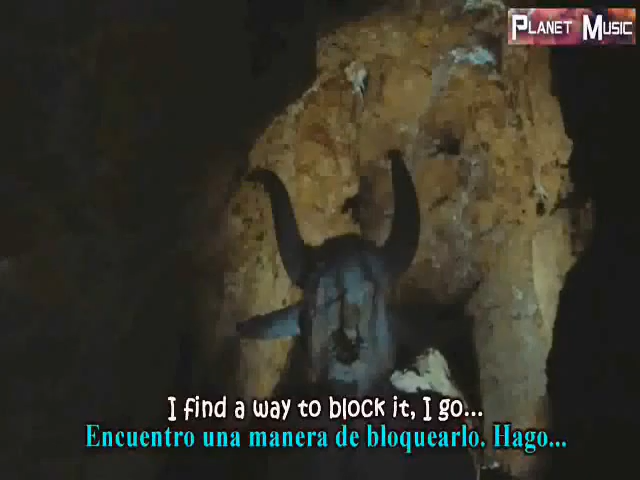 PLANET MUSIC
I find a way to block it, I go...
Encuentro una manera de bloquearlo. Hago...